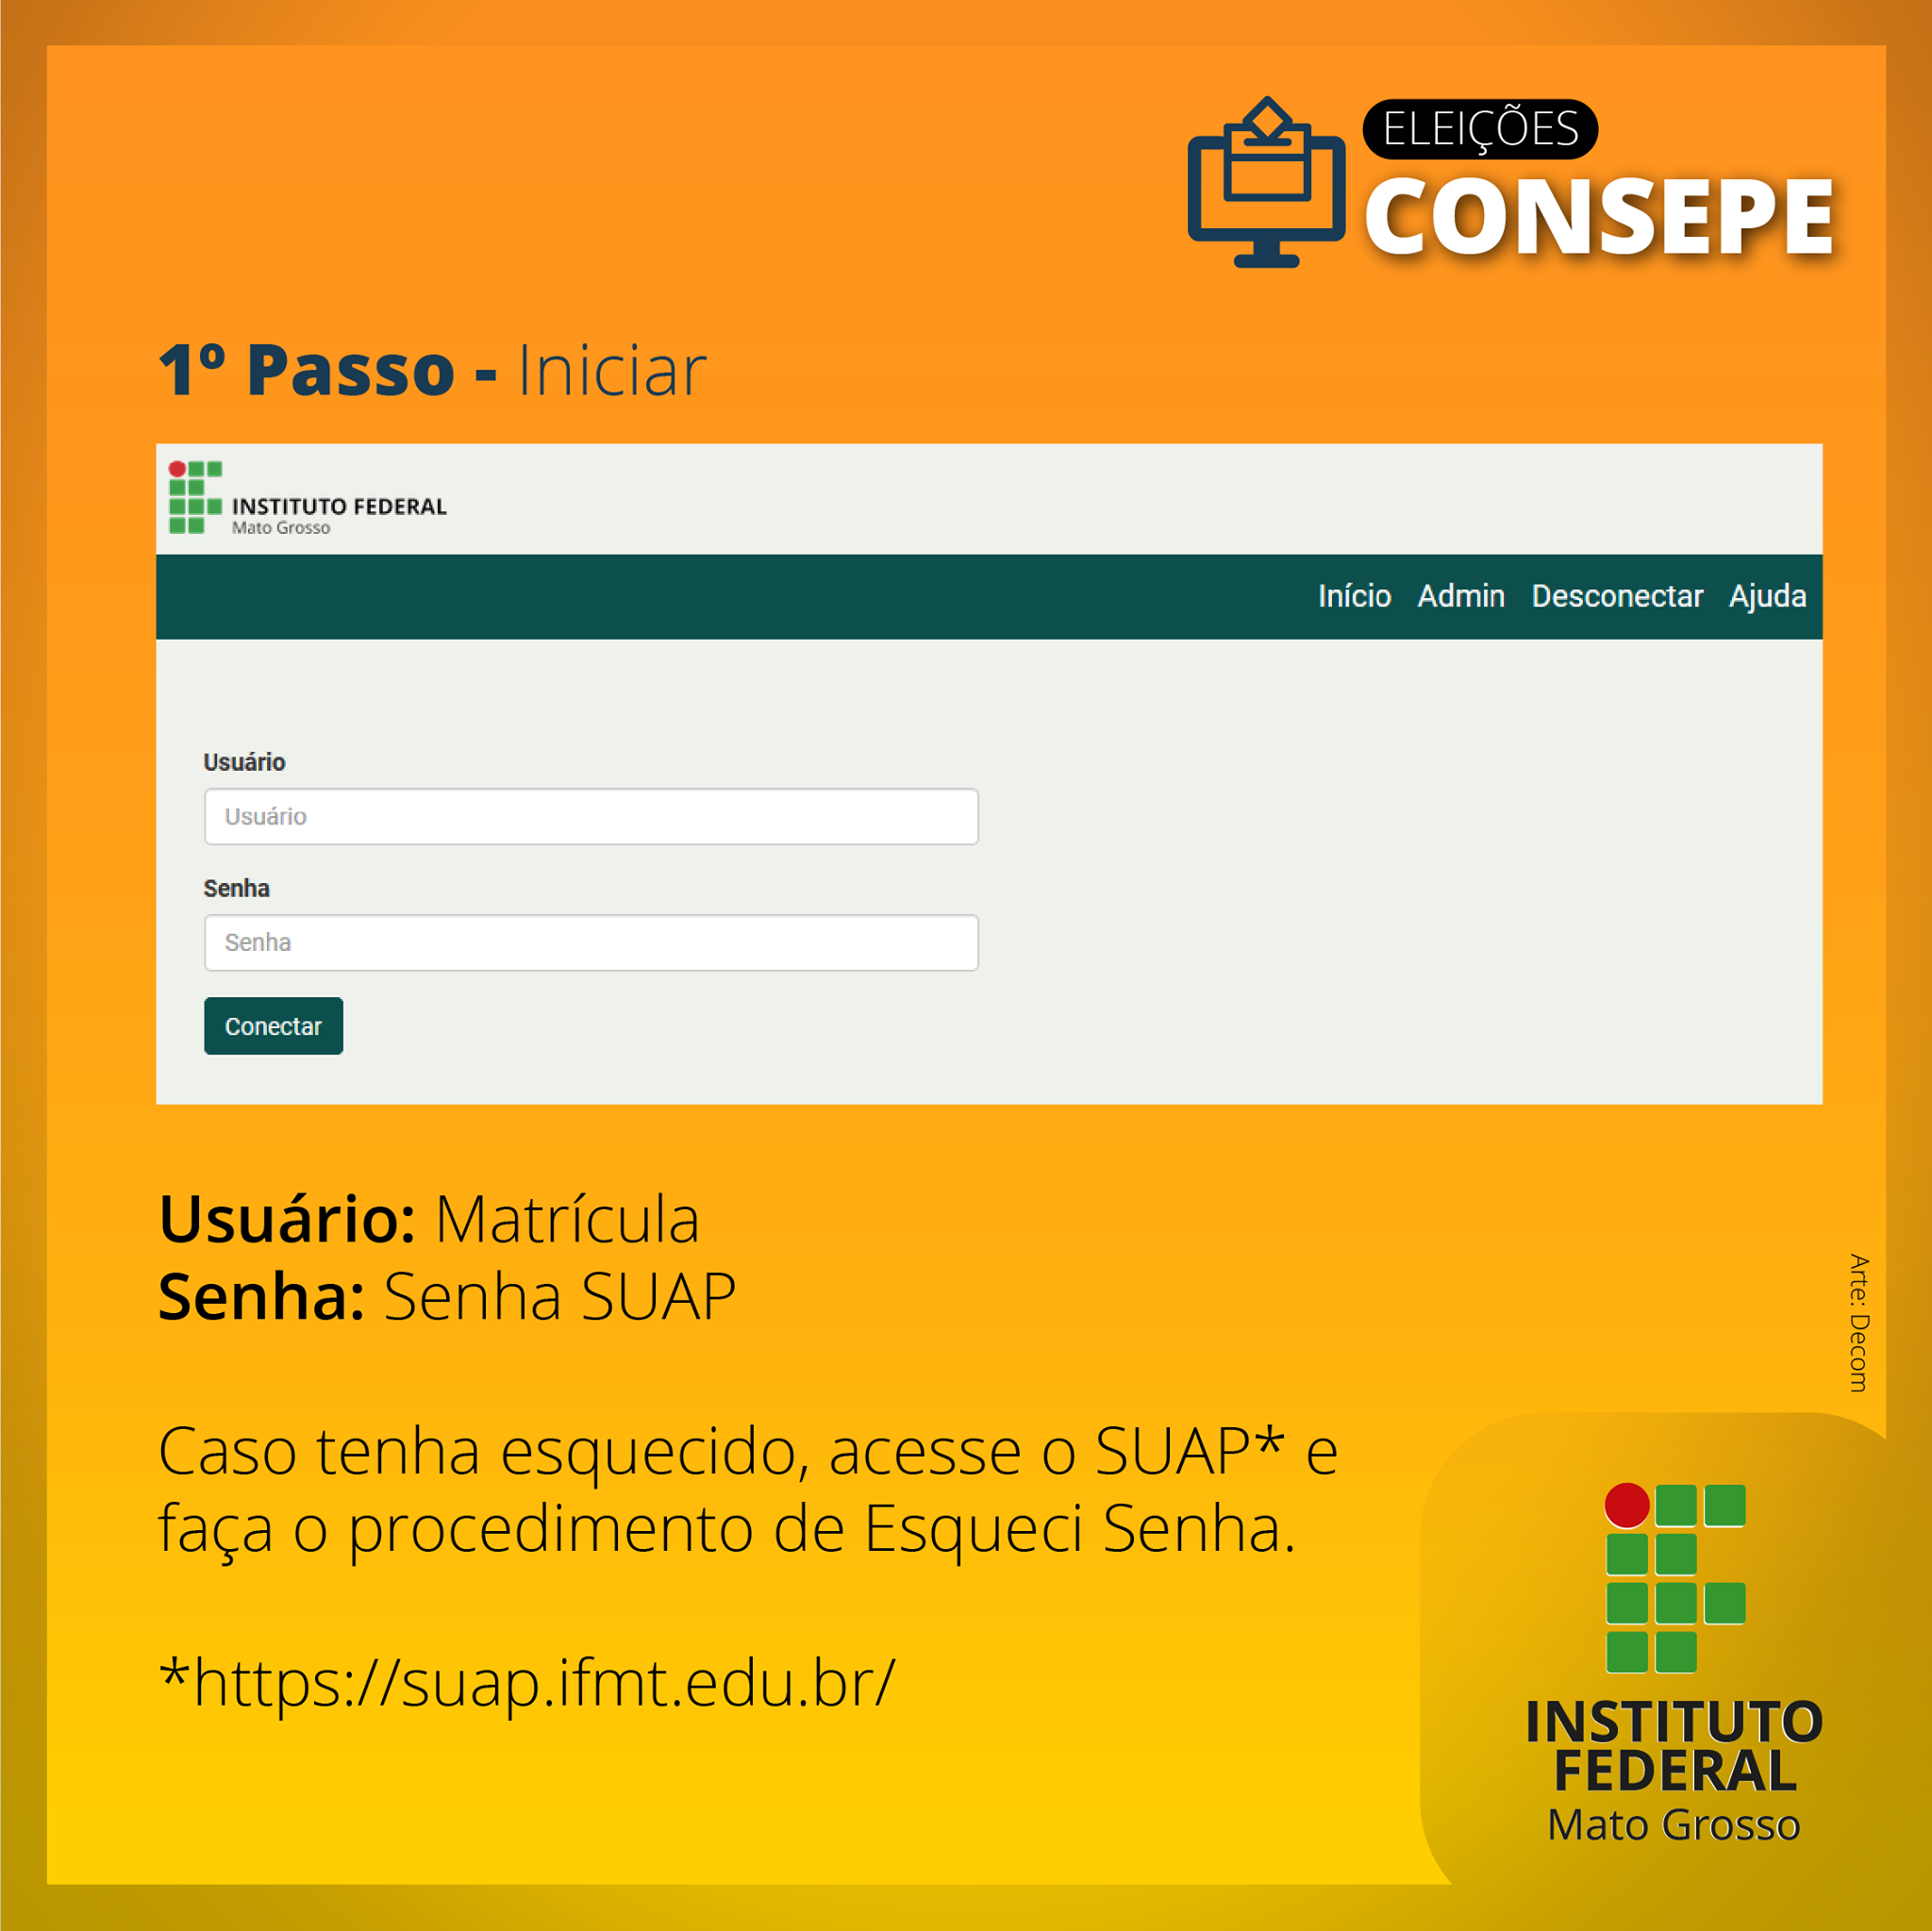 ELEIÇÕES
CONSEPE
1º Passo - Iniciar
INSTITUTO FEDERAL
Mato Grosso
Início Admin Desconectar Ajuda
Usuário
Usuário
Senha
Senha
Conectar
Usuário: Matrícula
Senha: Senha SUAP
Caso tenha esquecido, acesse o SUAP* e
faça o procedimento de Esqueci Senha.
*https://suap.ifmt.edu.br/
Arte: Decom
INSTITUTO
FEDERAL
Mato Grosso